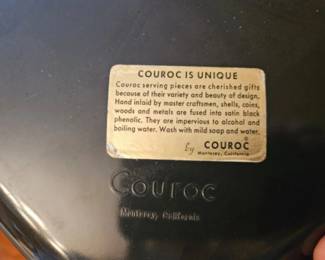 COUROC IS UNIQUE
Couroc serving pieces are cherished gifts
because of their variety and beauty of design.
Hand inlaid by master craftsmen, shells, coins,
woods and metals are fused into satin black
phenolic. They are impervious to alcohol and
boiling water. Wash with mild soap and water.
by COUROC®
Monterey, California
COUROC
Monterey, California